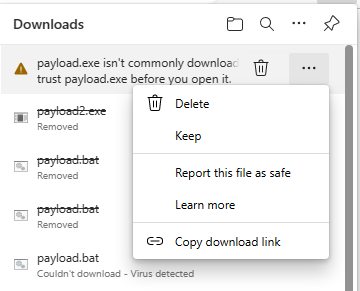 Downloads
payload.exe isn't commonly download
trust payload.exe before you open it.
Delete
Keep
Report this file as safe
Learn more
Copy download link
payload2.exe
Removed
payload.bat
Removed
payload.bat
Removed
payload.bat
Couldn't download - Virus detected